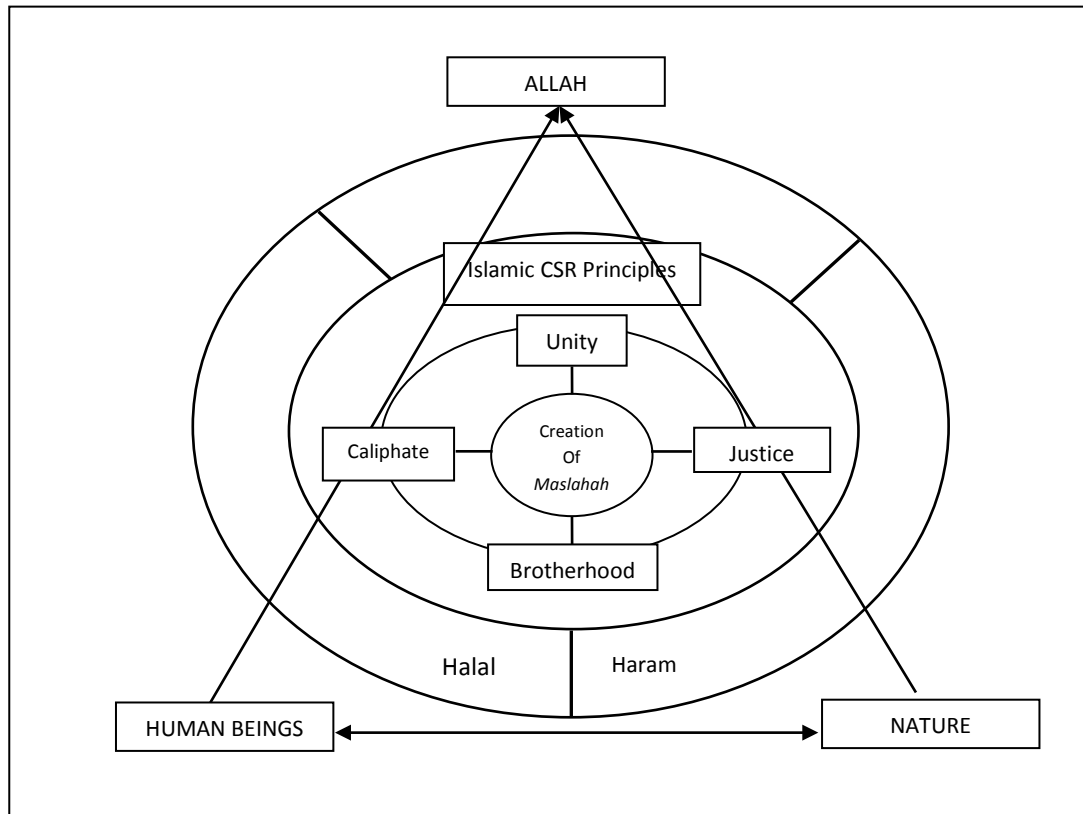 ALLAH
Islamic CSR Principles
Unity
Caliphate
Creation
Of
Maslahah
Justice
Brotherhood
Halal
Haram
HUMAN BEINGS
NATURE